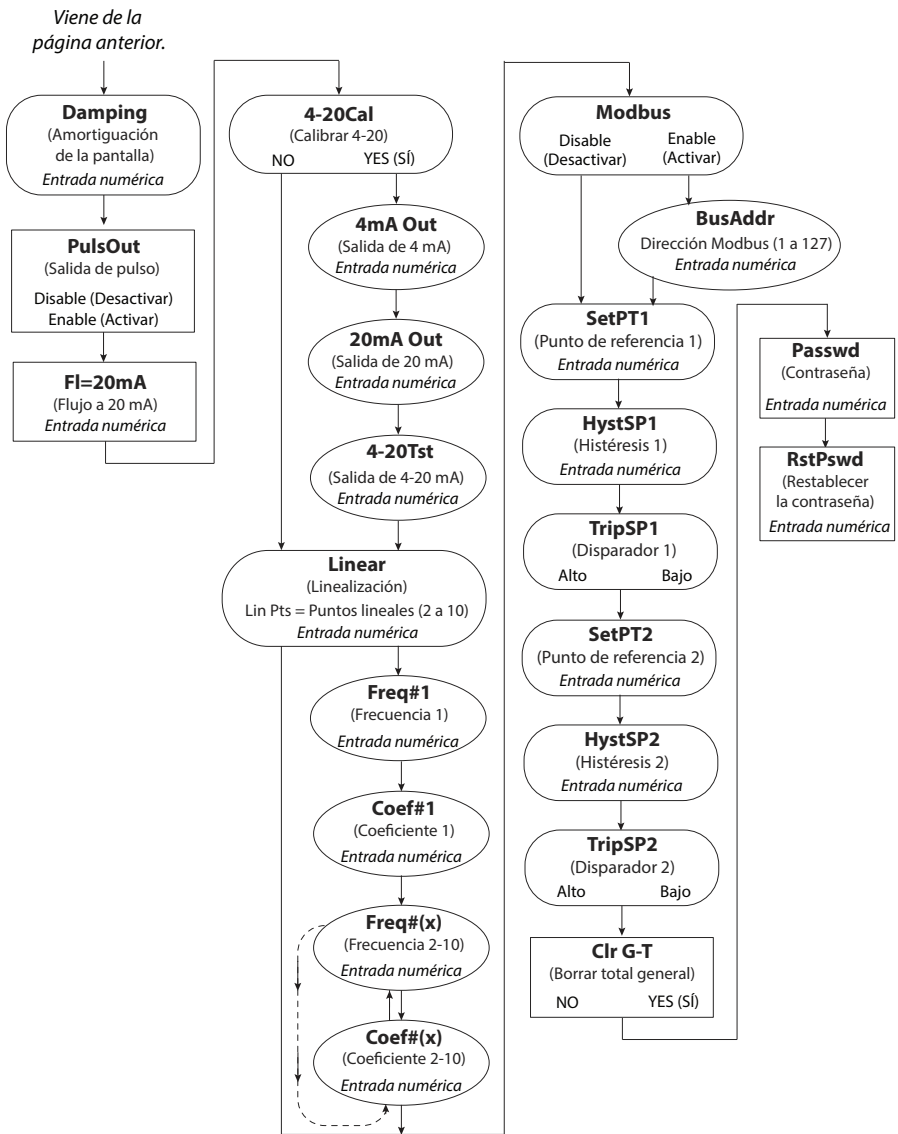 Viene de la
página anterior.
Damping
(Amortiguación
de la pantalla)
Entrada numérica
PulsOut
(Salida de pulso)
Disable (Desactivar)
Enable (Activar)
Fl=20mA
(Flujo a 20 mA)
Entrada numérica
4-20Cal
(Calibrar 4-20)
NO YES (SÍ)
4mA Out
(Salida de 4 mA)
Entrada numérica
20mA Out
(Salida de 20 mA)
Entrada numérica
4-20Tst
(Salida de 4-20 mA)
Entrada numérica
Linear
(Linealización)
Lin Pts = Puntos lineales (2 a 10)
Entrada numérica
Freq#1
(Frecuencia 1)
Entrada numérica
Coef#1
(Coeficiente 1)
Entrada numérica
Freq#(x)
(Frecuencia 2-10)
Entrada numérica
Coef#(x)
(Coeficiente 2-10)
Entrada numérica
Modbus
Disable
(Desactivar)
Enable
(Activar)
BusAddr
Dirección Modbus (1 a 127)
Entrada numérica
SetPT1
(Punto de referencia 1)
Entrada numérica
HystSP1
(Histéresis 1)
Entrada numérica
TripSP1
(Disparador 1)
Alto Bajo
SetPT2
(Punto de referencia 2)
Entrada numérica
HystSP2
(Histéresis 2)
Entrada numérica
TripSP2
(Disparador 2)
Alto Bajo
Clr G-T
(Borrar total general)
NO YES (SÍ)
Passwd
(Contraseña)
Entrada numérica
RstPswd
(Restablecer
la contraseña)
Entrada numérica